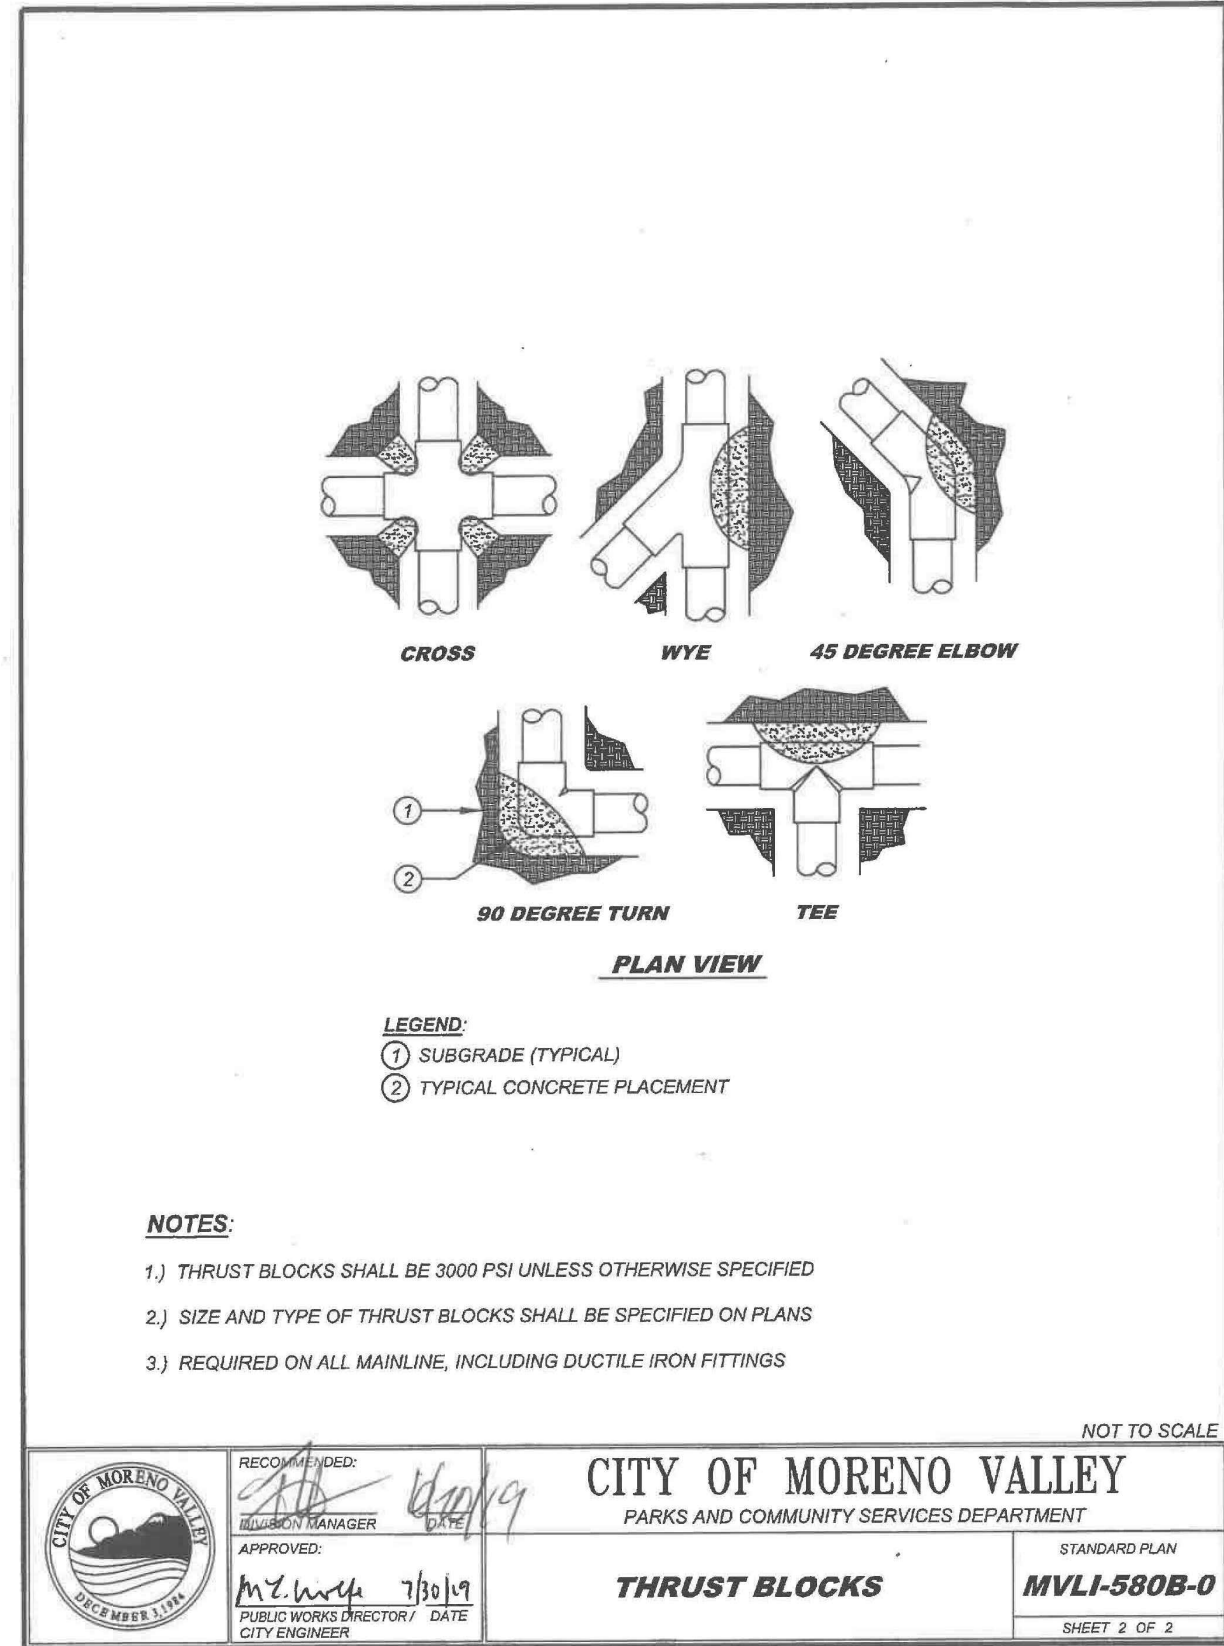 CROSS
WYE
45 DEGREE ELBOW
1
2
90 DEGREE TURN
TEE
PLAN VIEW
LEGEND:
1 SUBGRADE (TYPICAL)
2 TYPICAL CONCRETE PLACEMENT
NOTES:
1.) THRUST BLOCKS SHALL BE 3000 PSI UNLESS OTHERWISE SPECIFIED
2.) SIZE AND TYPE OF THRUST BLOCKS SHALL BE SPECIFIED ON PLANS
3.) REQUIRED ON ALL MAINLINE, INCLUDING DUCTILE IRON FITTINGS
NOT TO SCALE
CITY OF MORENO VALLEY
DECEMBER 3, 1984
RECOMMENDED:
DIVISION MANAGER DATE
APPROVED:
7/30/19
PUBLIC WORKS DIRECTOR / DATE
CITY ENGINEER
CITY OF MORENO VALLEY
PARKS AND COMMUNITY SERVICES DEPARTMENT
THRUST BLOCKS
STANDARD PLAN
MVLI-580B-0
SHEET 2 OF 2